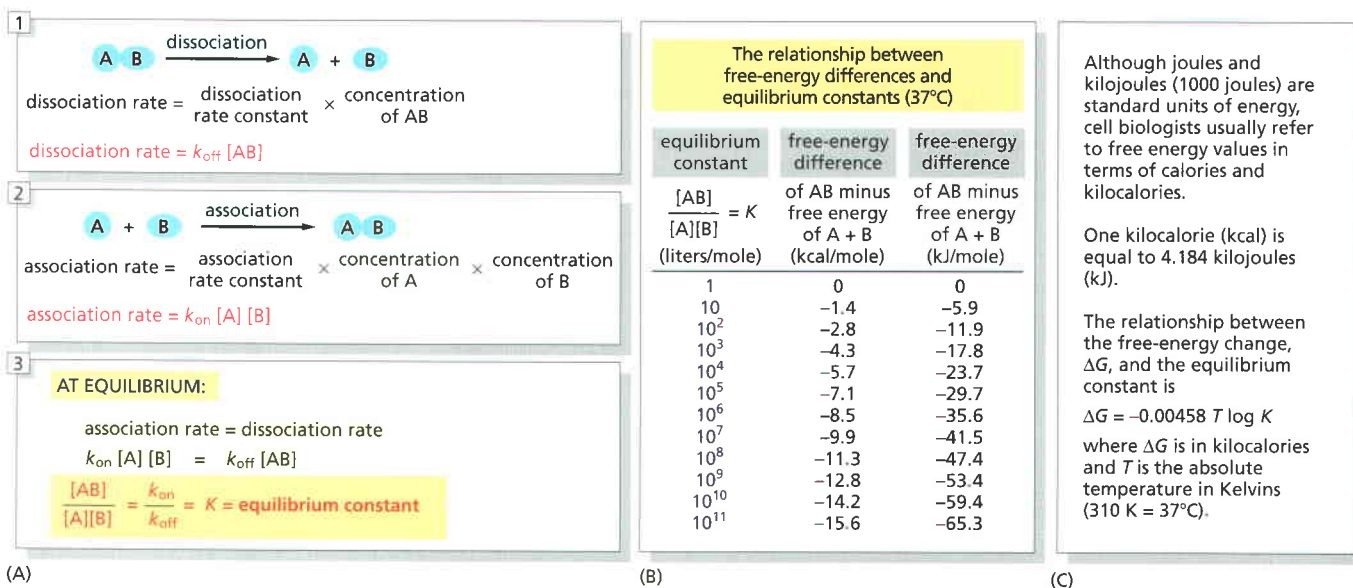 1
A B dissociation A + B
dissociation rate = dissociation rate constant × concentration of AB
dissociation rate = k_off [AB]
2
A + B association A B
association rate = association rate constant × concentration of A × concentration of B
association rate = k_on [A] [B]
3
AT EQUILIBRIUM:
association rate = dissociation rate
k_on [A] [B] = k_off [AB]
[AB] / [A][B] = k_on / k_off = K = equilibrium constant
(A)
The relationship between
free-energy differences and
equilibrium constants (37°C)
equilibrium constant | free-energy difference | free-energy difference
[AB] / [A][B] = K | of AB minus free energy of A + B | of AB minus free energy of A + B
(liters/mole) | (kcal/mole) | (kJ/mole)
1 0 0
10 –1.4 –5.9
10² –2.8 –11.9
10³ –4.3 –17.8
10⁴ –5.7 –23.7
10⁵ –7.1 –29.7
10⁶ –8.5 –35.6
10⁷ –9.9 –41.5
10⁸ –11.3 –47.4
10⁹ –12.8 –53.4
10¹⁰ –14.2 –59.4
10¹¹ –15.6 –65.3
(B)
Although joules and
kilojoules (1000 joules) are
standard units of energy,
cell biologists usually refer
to free energy values in
terms of calories and
kilocalories.
One kilocalorie (kcal) is
equal to 4.184 kilojoules
(kJ).
The relationship between
the free-energy change,
ΔG, and the equilibrium
constant is
ΔG = –0.00458 T log K
where ΔG is in kilocalories
and T is the absolute
temperature in Kelvins
(310 K = 37°C).
(C)